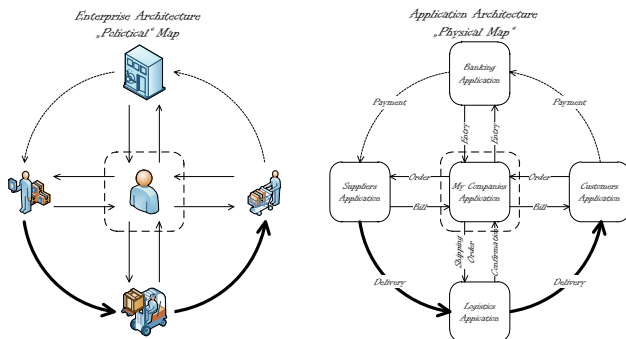 Enterprise Architecture
„Polictical“ Map
Application Architecture
„Physical Map“
Banking
Application
Payment
Payment
Entry
Entry
Suppliers
Application
Order
My Companies
Application
Order
Customers
Application
Bill
Bill
Shipping
Order
Confirmation
Delivery
Delivery
Logistics
Appication